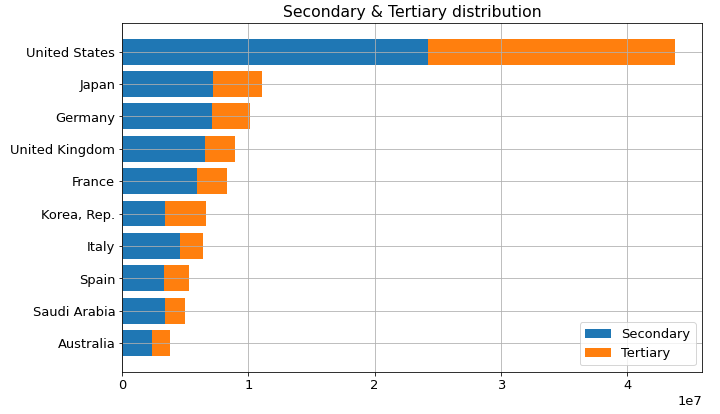 Secondary & Tertiary distribution
United States
Japan
Germany
United Kingdom
France
Korea, Rep.
Italy
Spain
Saudi Arabia
Australia
Secondary
Tertiary
0 1 2 3 4
1e7